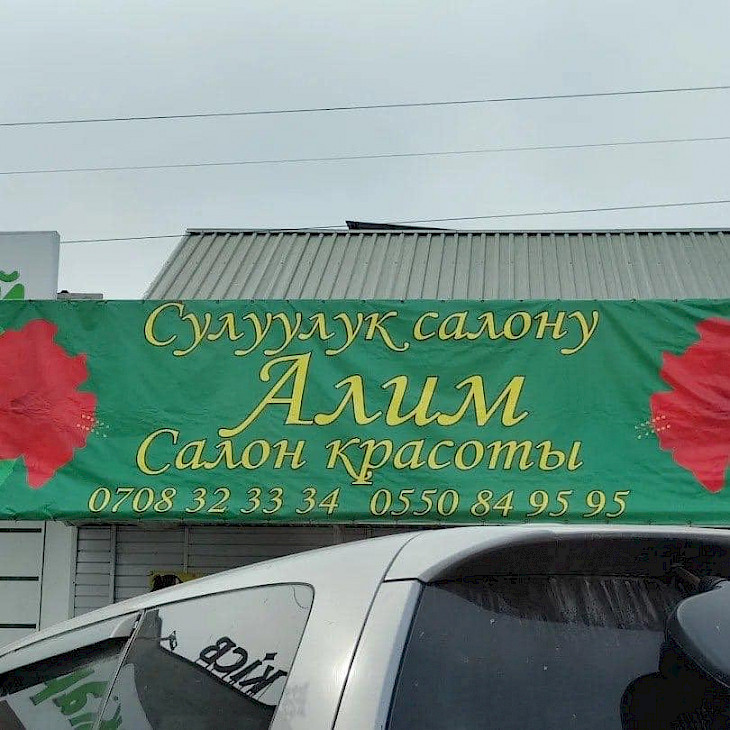 Сулуулук салону
Алим
Салон красоты
0708 32 33 34 0550 84 95 95